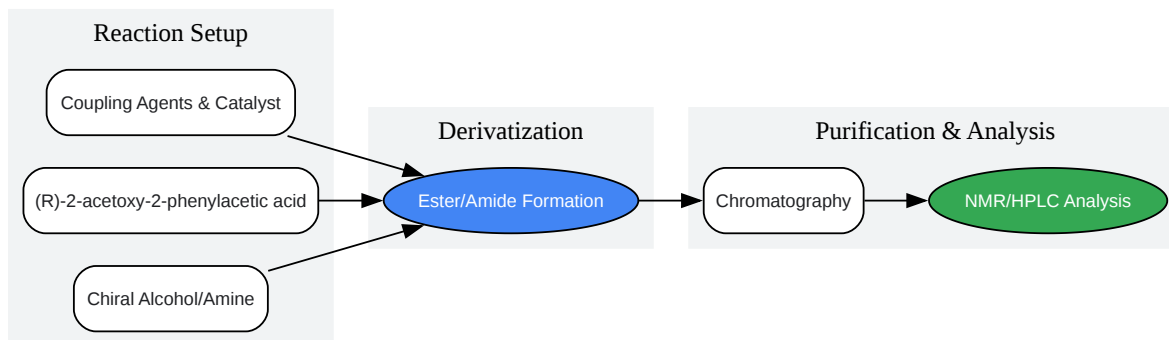 Reaction Setup
Coupling Agents & Catalyst
(R)-2-acetoxy-2-phenylacetic acid
Chiral Alcohol/Amine
Derivatization
Ester/Amide Formation
Purification & Analysis
Chromatography
NMR/HPLC Analysis